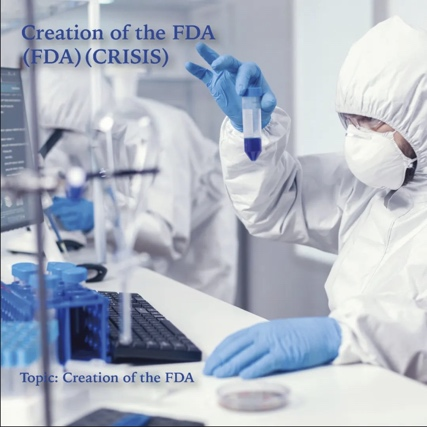 Creation of the FDA
(FDA) (CRISIS)
Topic: Creation of the FDA